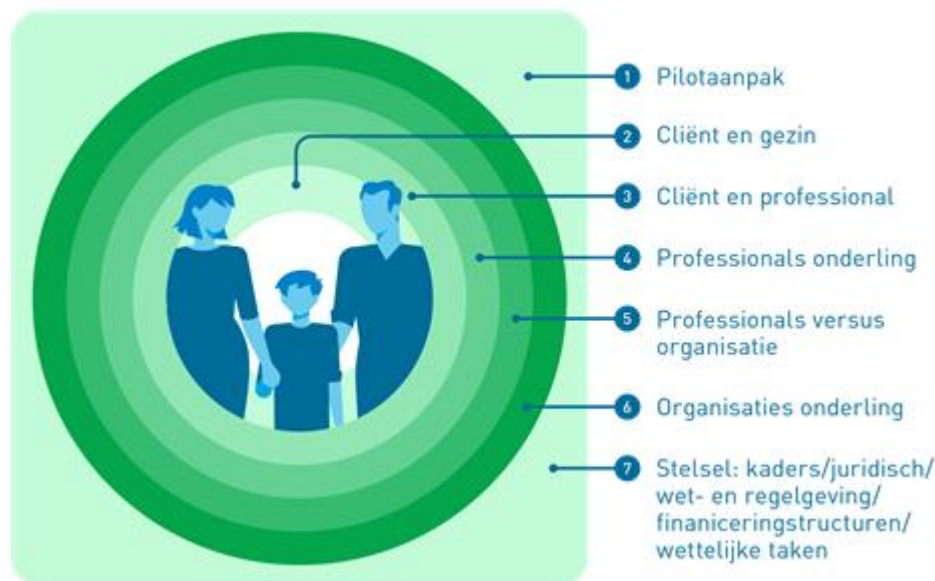 1 Pilotaanpak
2 Cliënt en gezin
3 Cliënt en professional
4 Professionals onderling
5 Professionals versus
organisatie
6 Organisaties onderling
7 Stelsel: kaders/juridisch/
wet- en regelgeving/
finaniceringstructuren/
wettelijke taken